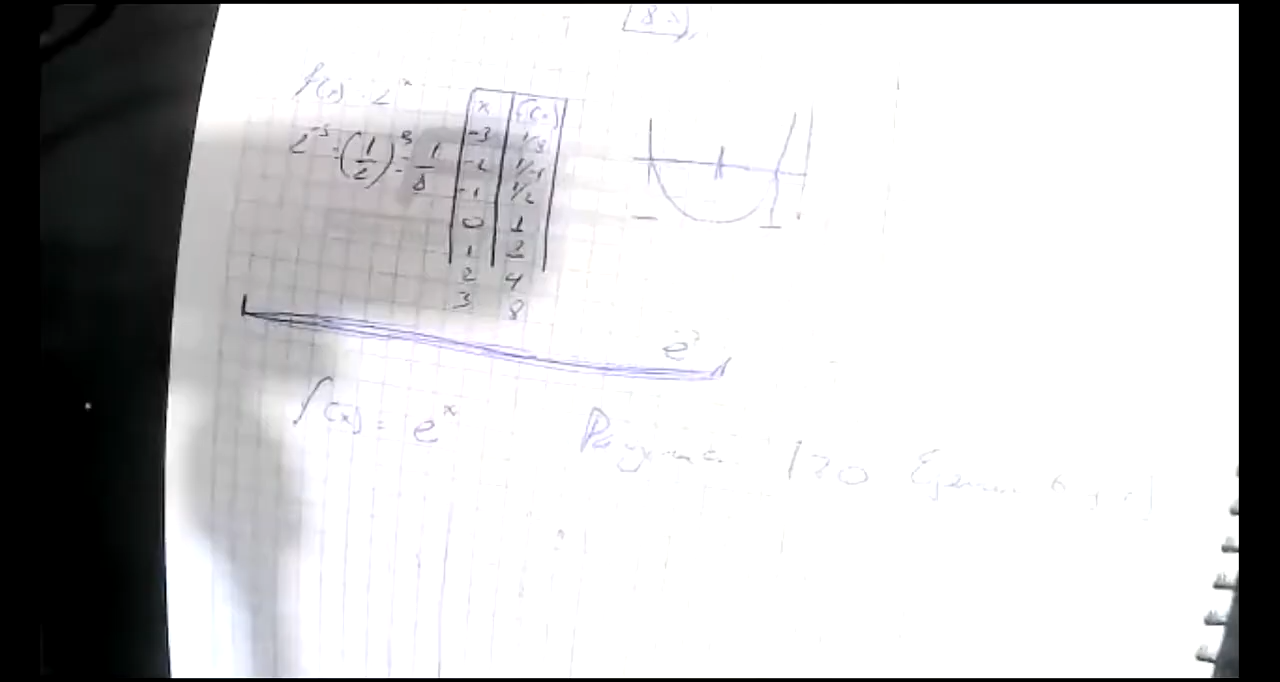 f(x) = 2^x
2^-3 = (1/2)^3 = 1/8
x f(x)
-3 1/8
-2 1/4
-1 1/2
0 1
1 2
2 4
3 8
f(x) = e^x
120